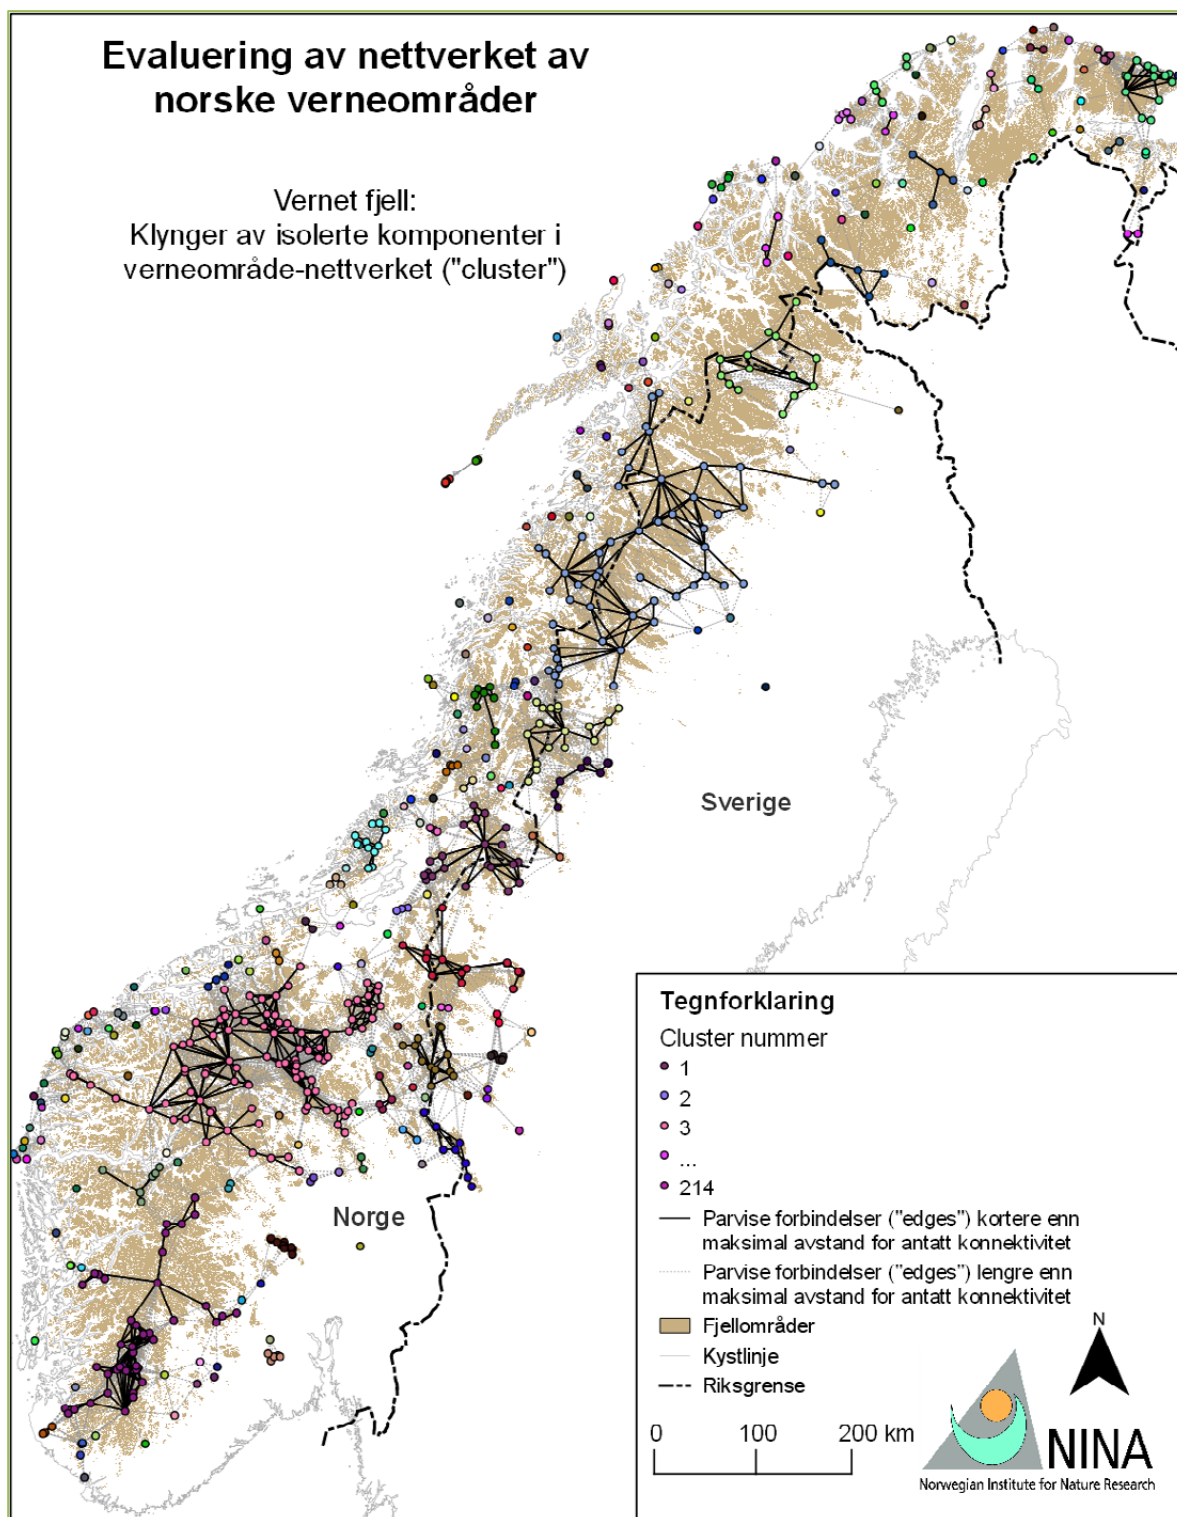 Evaluering av nettverket av
norske verneområder
Vernet fjell:
Klynger av isolerte komponenter i
verneområde-nettverket ("cluster")
Sverige
Norge
Tegnforklaring
Cluster nummer
1
2
3
...
214
Parvise forbindelser ("edges") kortere enn
maksimal avstand for antatt konnektivitet
Parvise forbindelser ("edges") lengre enn
maksimal avstand for antatt konnektivitet
Fjellområder
Kystlinje
Riksgrense
N
0 100 200 km
NINA
Norwegian Institute for Nature Research